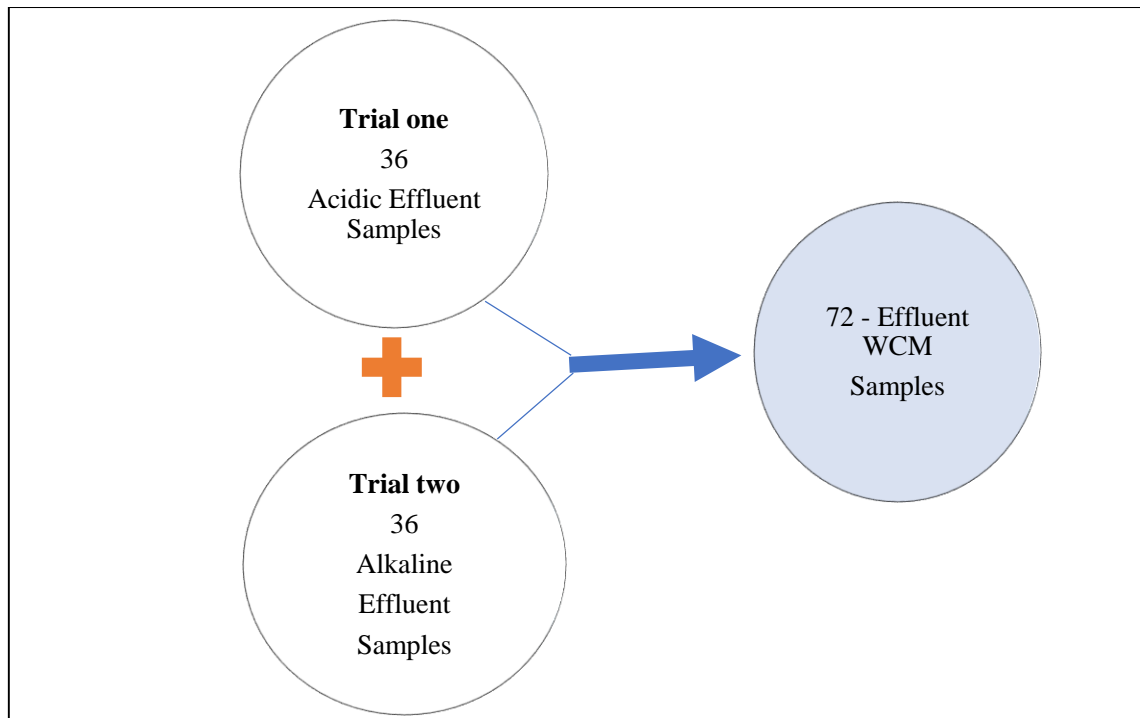 Trial one
36
Acidic Effluent
Samples
72 - Effluent
WCM
Samples
Trial two
36
Alkaline
Effluent
Samples